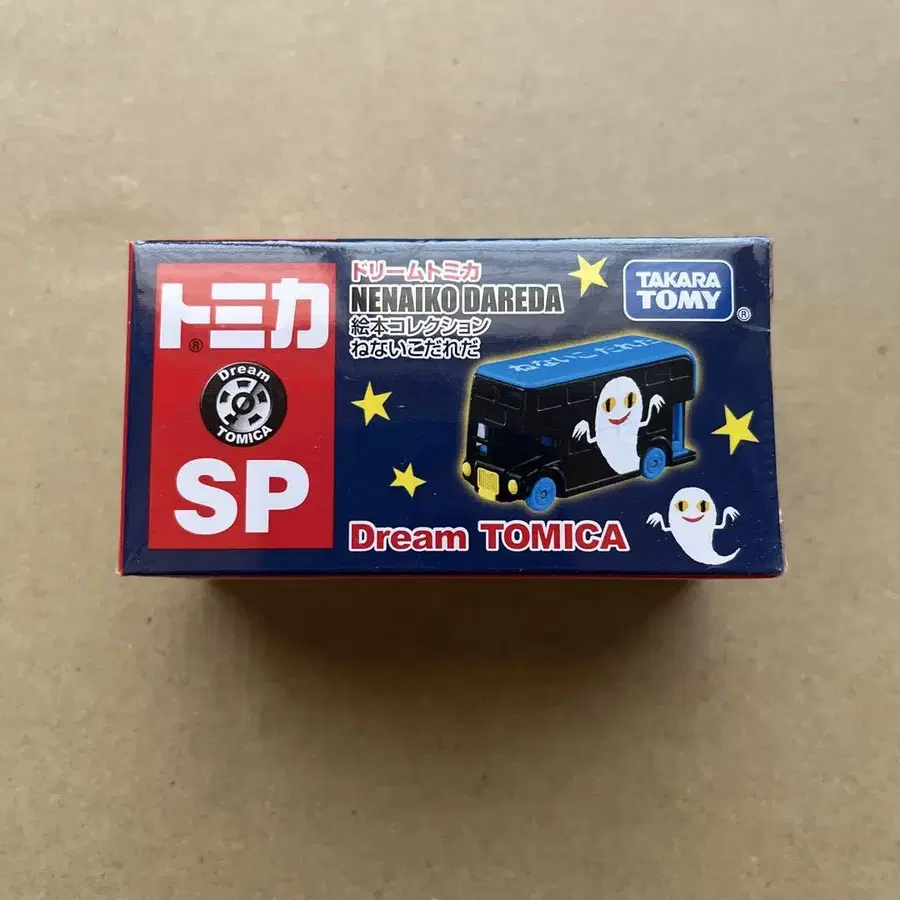 トミカ
®
Dream
TOMICA
SP
ドリームトミカ
NENAIKO DAREDA
絵本コレクション
ねないこだれだ
TAKARA
TOMY
®
ねないこだれだ
Dream TOMICA